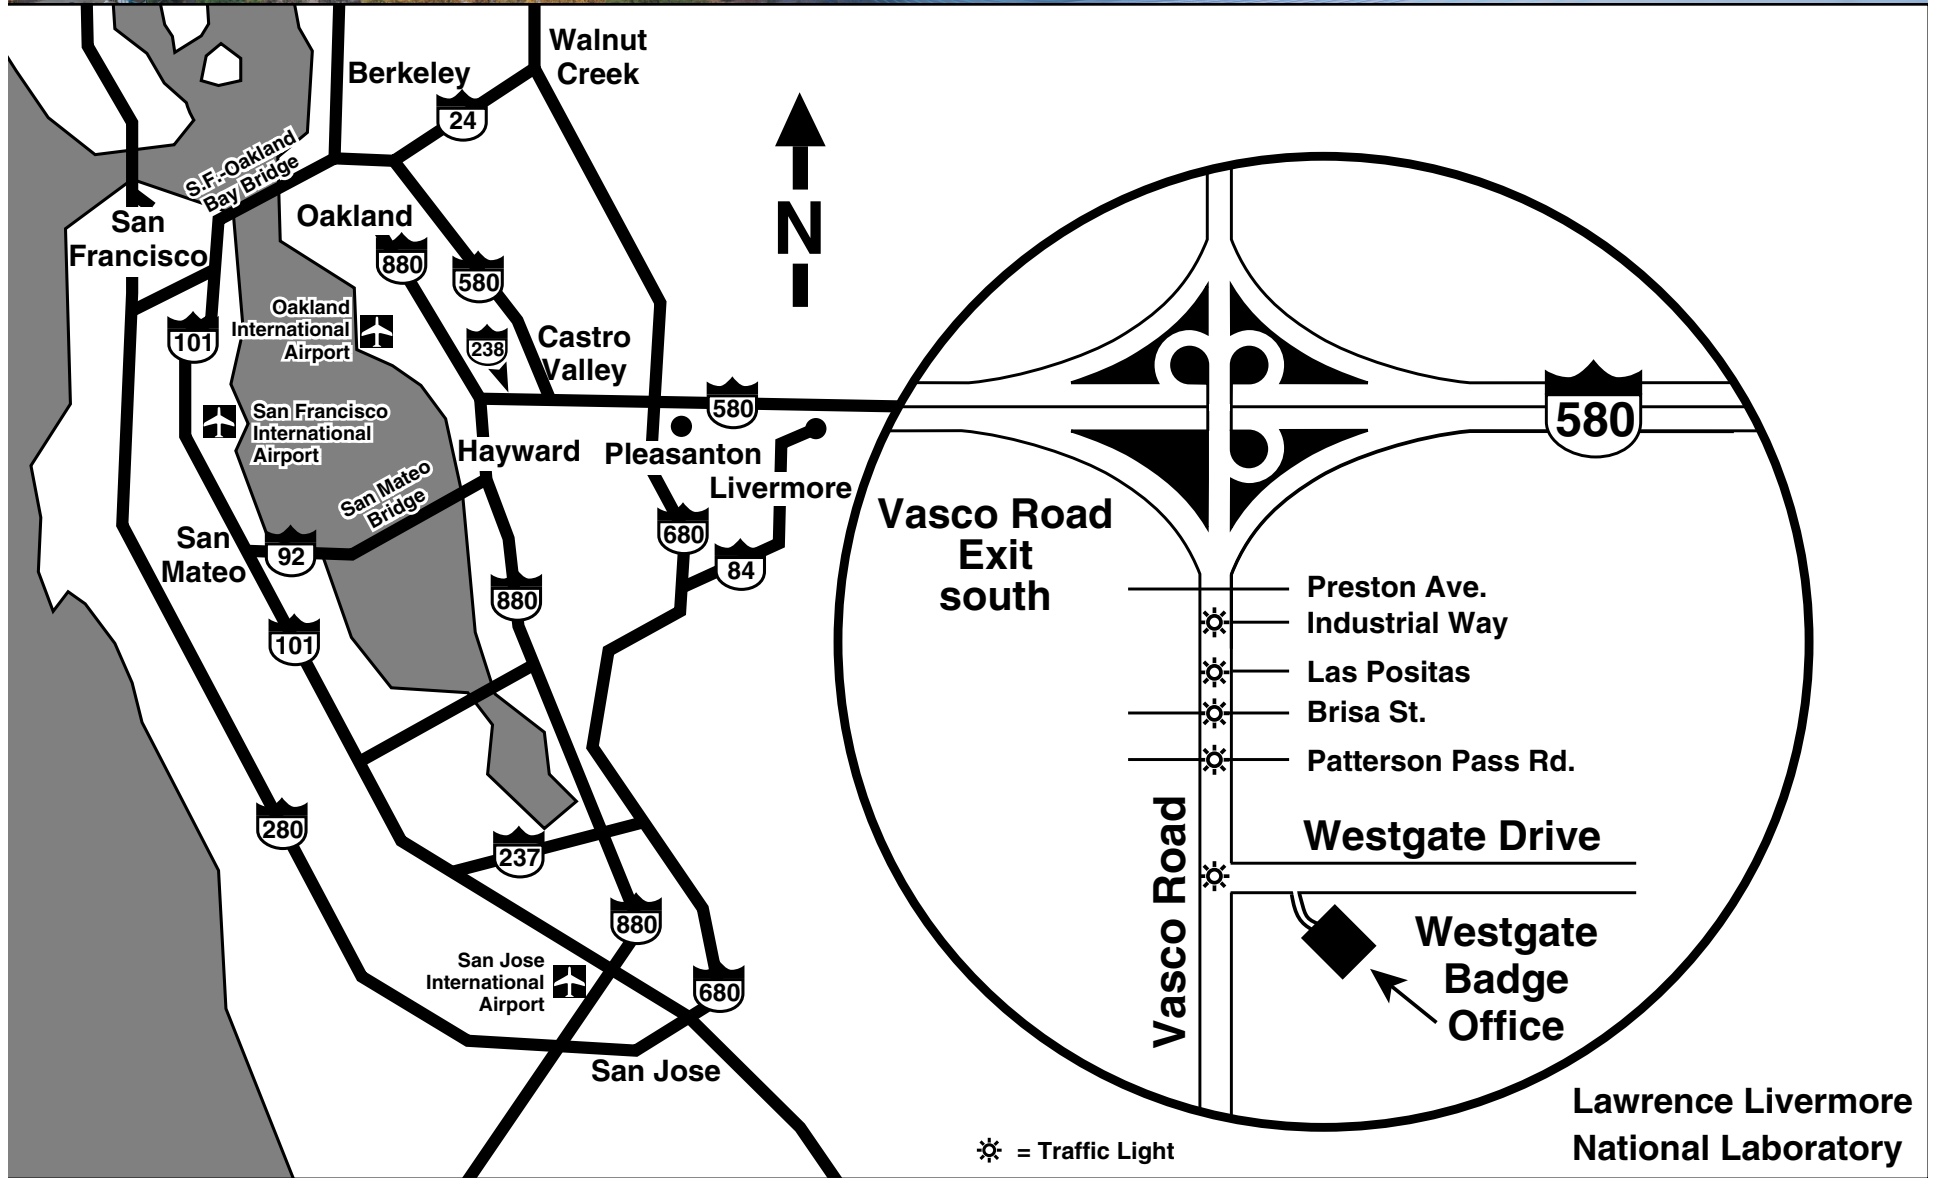 Walnut
Creek
Berkeley
24
S.F.-Oakland
Bay Bridge
San
Francisco
Oakland
880
580
N
101
Oakland
International
Airport
238
Castro
Valley
580
San Francisco
International
Airport
Hayward
Pleasanton
Livermore
San Mateo
Bridge
San
Mateo
92
680
84
880
101
280
237
880
San Jose
International
Airport
680
San Jose
580
Vasco Road
Exit
south
Preston Ave.
Industrial Way
Las Positas
Brisa St.
Patterson Pass Rd.
Vasco Road
Westgate Drive
Westgate
Badge
Office
= Traffic Light
Lawrence Livermore
National Laboratory